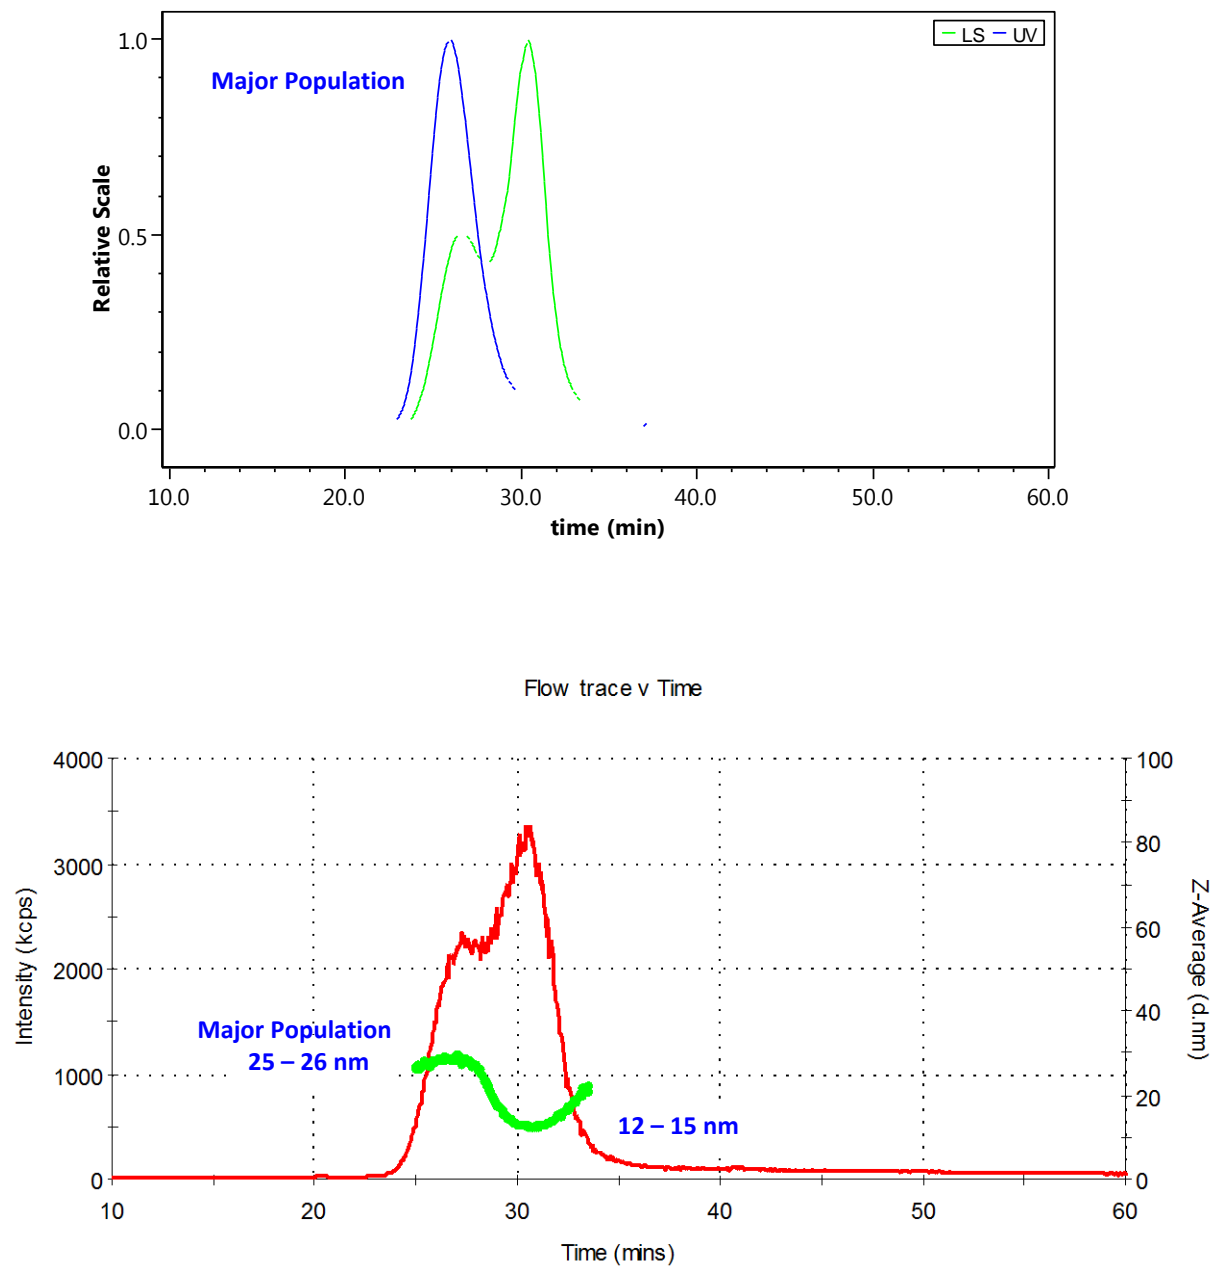 LS UV
1.0
Major Population
0.5
0.0
Relative Scale
10.0 20.0 30.0 40.0 50.0 60.0
time (min)
Flow trace v Time
4000 100
3000 80
2000 60
1000 40
0 20
0
Intensity (kcps)
Z-Average (d.nm)
Major Population
25 – 26 nm
12 – 15 nm
10 20 30 40 50 60
Time (mins)